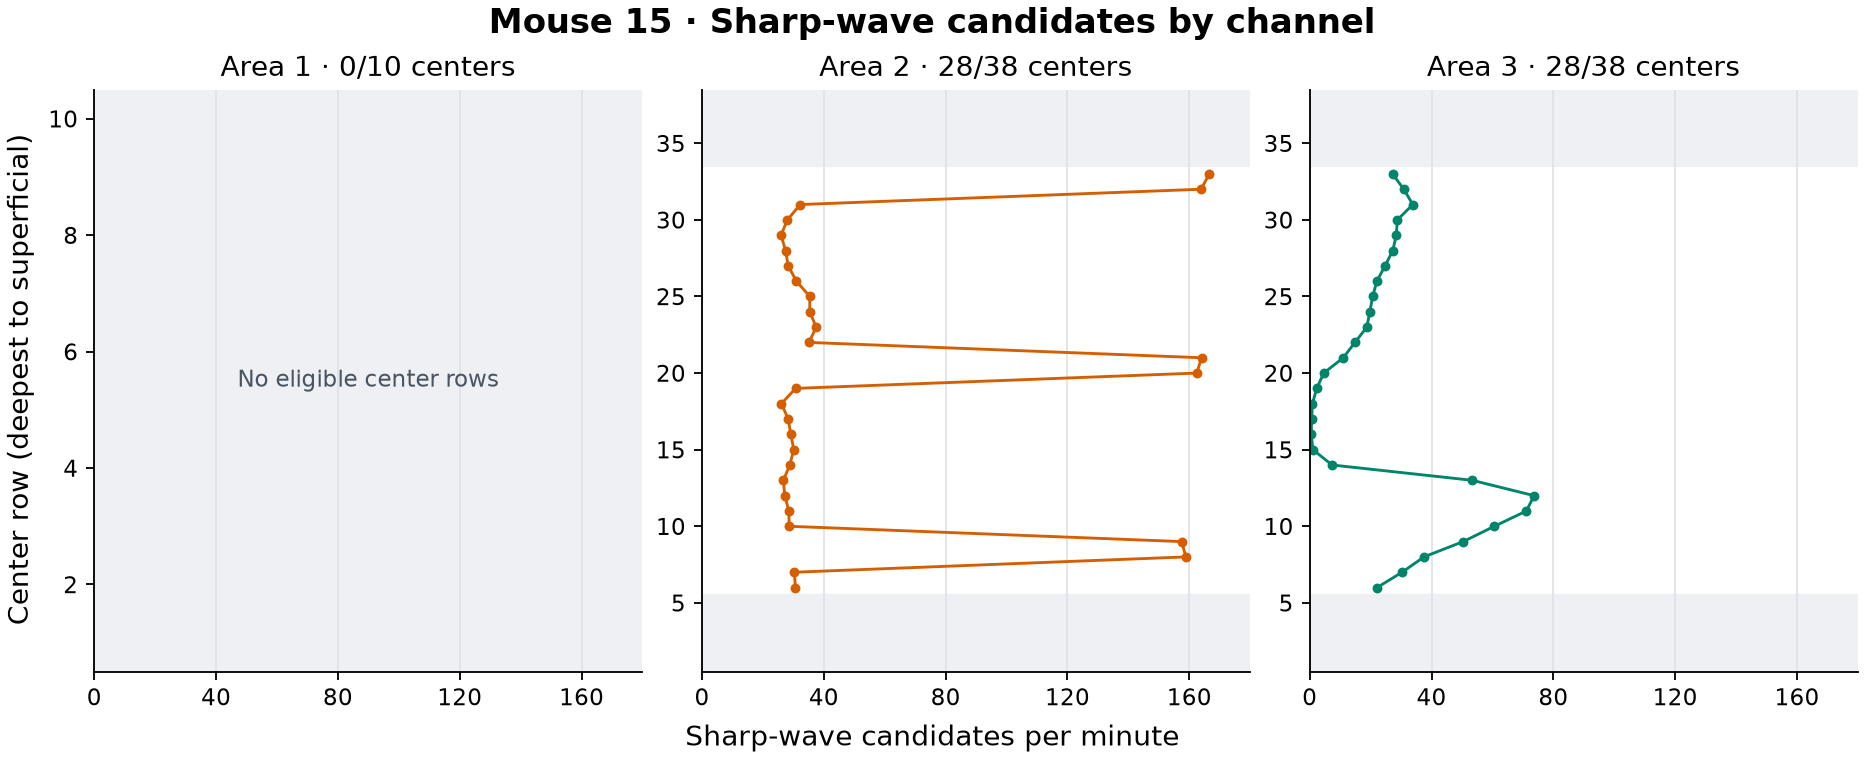 Mouse 15 · Sharp-wave candidates by channel
Area 1 · 0/10 centers
Area 2 · 28/38 centers
Area 3 · 28/38 centers
Center row (deepest to superficial)
10
8
6
4
2
No eligible center rows
0 40 80 120 160
35
30
25
20
15
10
5
0 40 80 120 160
35
30
25
20
15
10
5
0 40 80 120 160
Sharp-wave candidates per minute